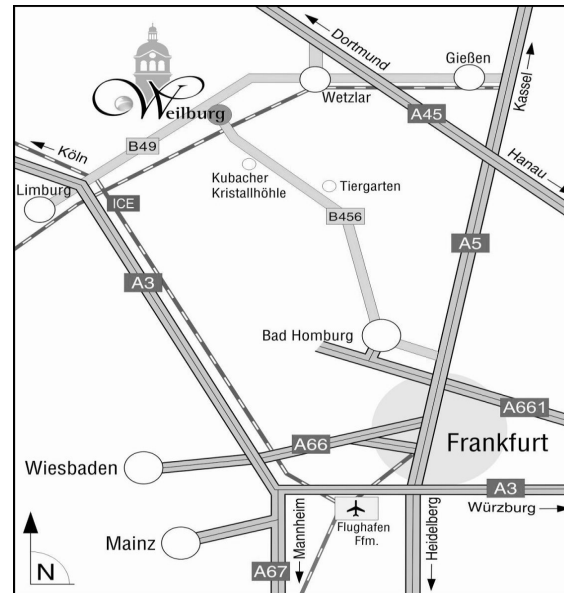 Dortmund
Gießen
Kassel
Wetzlar
Weilburg
A45
B49
Köln
Hanau
Kubacher
Kristallhöhle
Tiergarten
Limburg
ICE
B456
A5
A3
Bad Homburg
A661
A66
Frankfurt
Wiesbaden
A3
Würzburg
Flughafen
Ffm.
Mannheim
Heidelberg
Mainz
A67
N